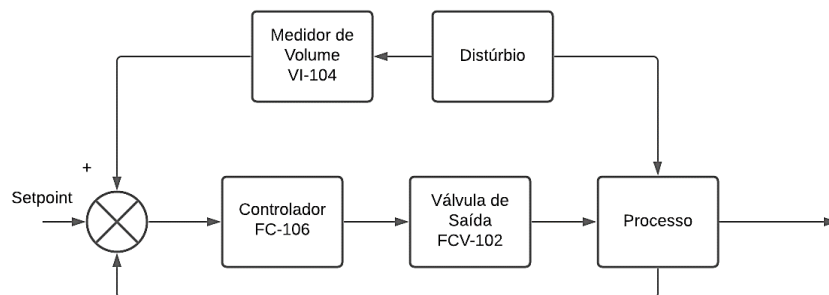 Medidor de
Volume
VI-104
Distúrbio
+
Setpoint
Controlador
FC-106
Válvula de
Saída
FCV-102
Processo